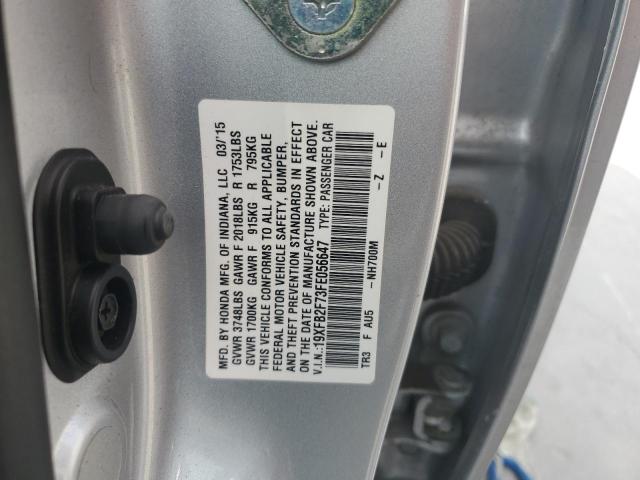 MFD. BY HONDA MFG. OF INDIANA, LLC 03/'15
GVWR 3748LBS GAWR F 2018LBS R 1753LBS
GVWR 1700KG GAWR F 915KG R 795KG
THIS VEHICLE CONFORMS TO ALL APPLICABLE
FEDERAL MOTOR VEHICLE SAFETY, BUMPER,
AND THEFT PREVENTION STANDARDS IN EFFECT
ON THE DATE OF MANUFACTURE SHOWN ABOVE.
V.I.N.: 19XFB2F73FE056647 TYPE: PASSENGER CAR
-NH700M -Z -E
TR3 F AU5